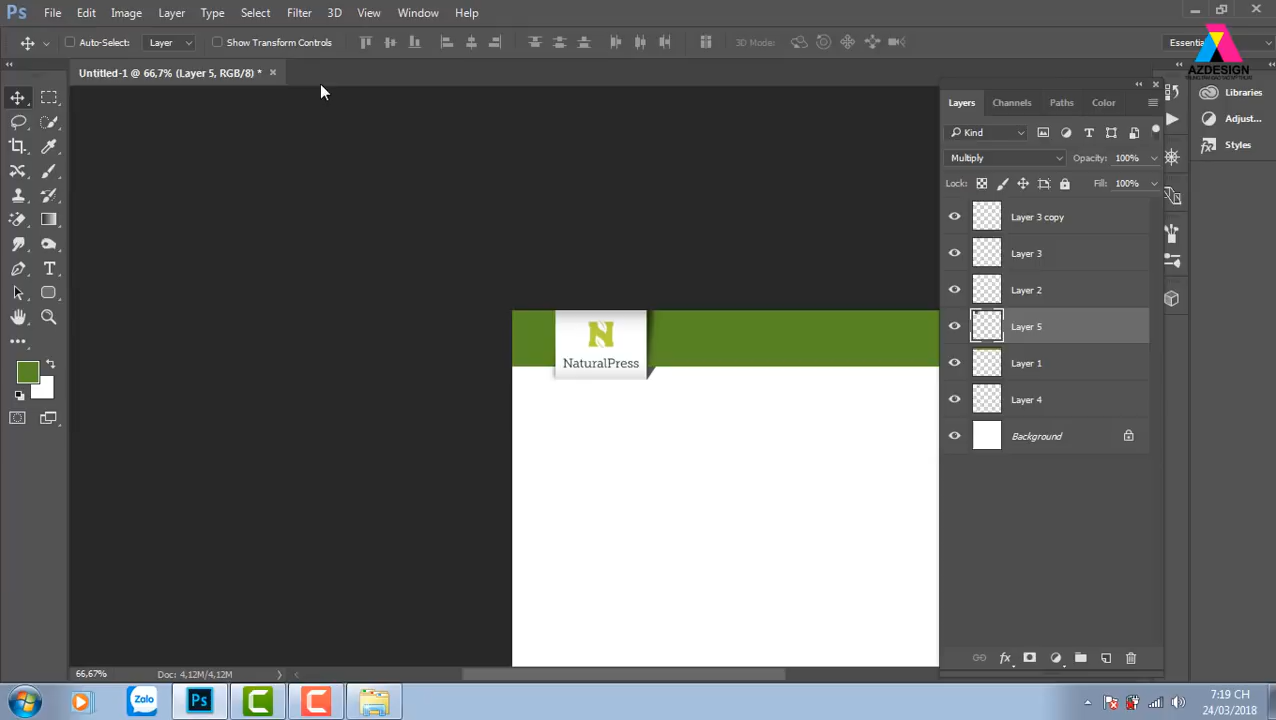 Ps File Edit Image Layer Type Select Filter 3D View Window Help
Auto-Select: Layer Show Transform Controls 3D Mode: Essenti
AZDESIGN
Untitled-1 @ 66,7% (Layer 5, RGB/8) * ×
Layers Channels Paths Color
Libraries
Adjust...
Styles
Kind
Multiply Opacity: 100%
Lock: Fill: 100%
Layer 3 copy
Layer 3
Layer 2
Layer 5
Layer 1
Layer 4
Background
N
NaturalPress
66,67% Doc: 4,12M/4,12M
Zalo Ps
7:19 CH
24/03/2018